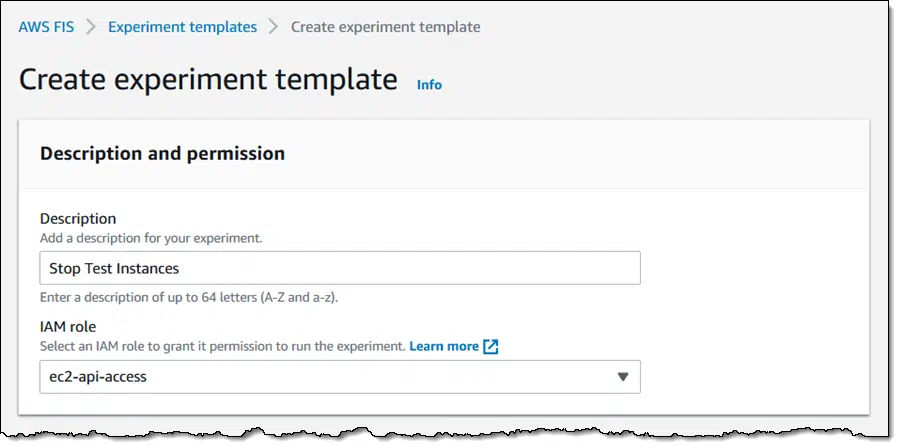 AWS FIS > Experiment templates > Create experiment template
Create experiment template Info
Description and permission
Description
Add a description for your experiment.
Stop Test Instances
Enter a description of up to 64 letters (A-Z and a-z).
IAM role
Select an IAM role to grant it permission to run the experiment. Learn more
ec2-api-access